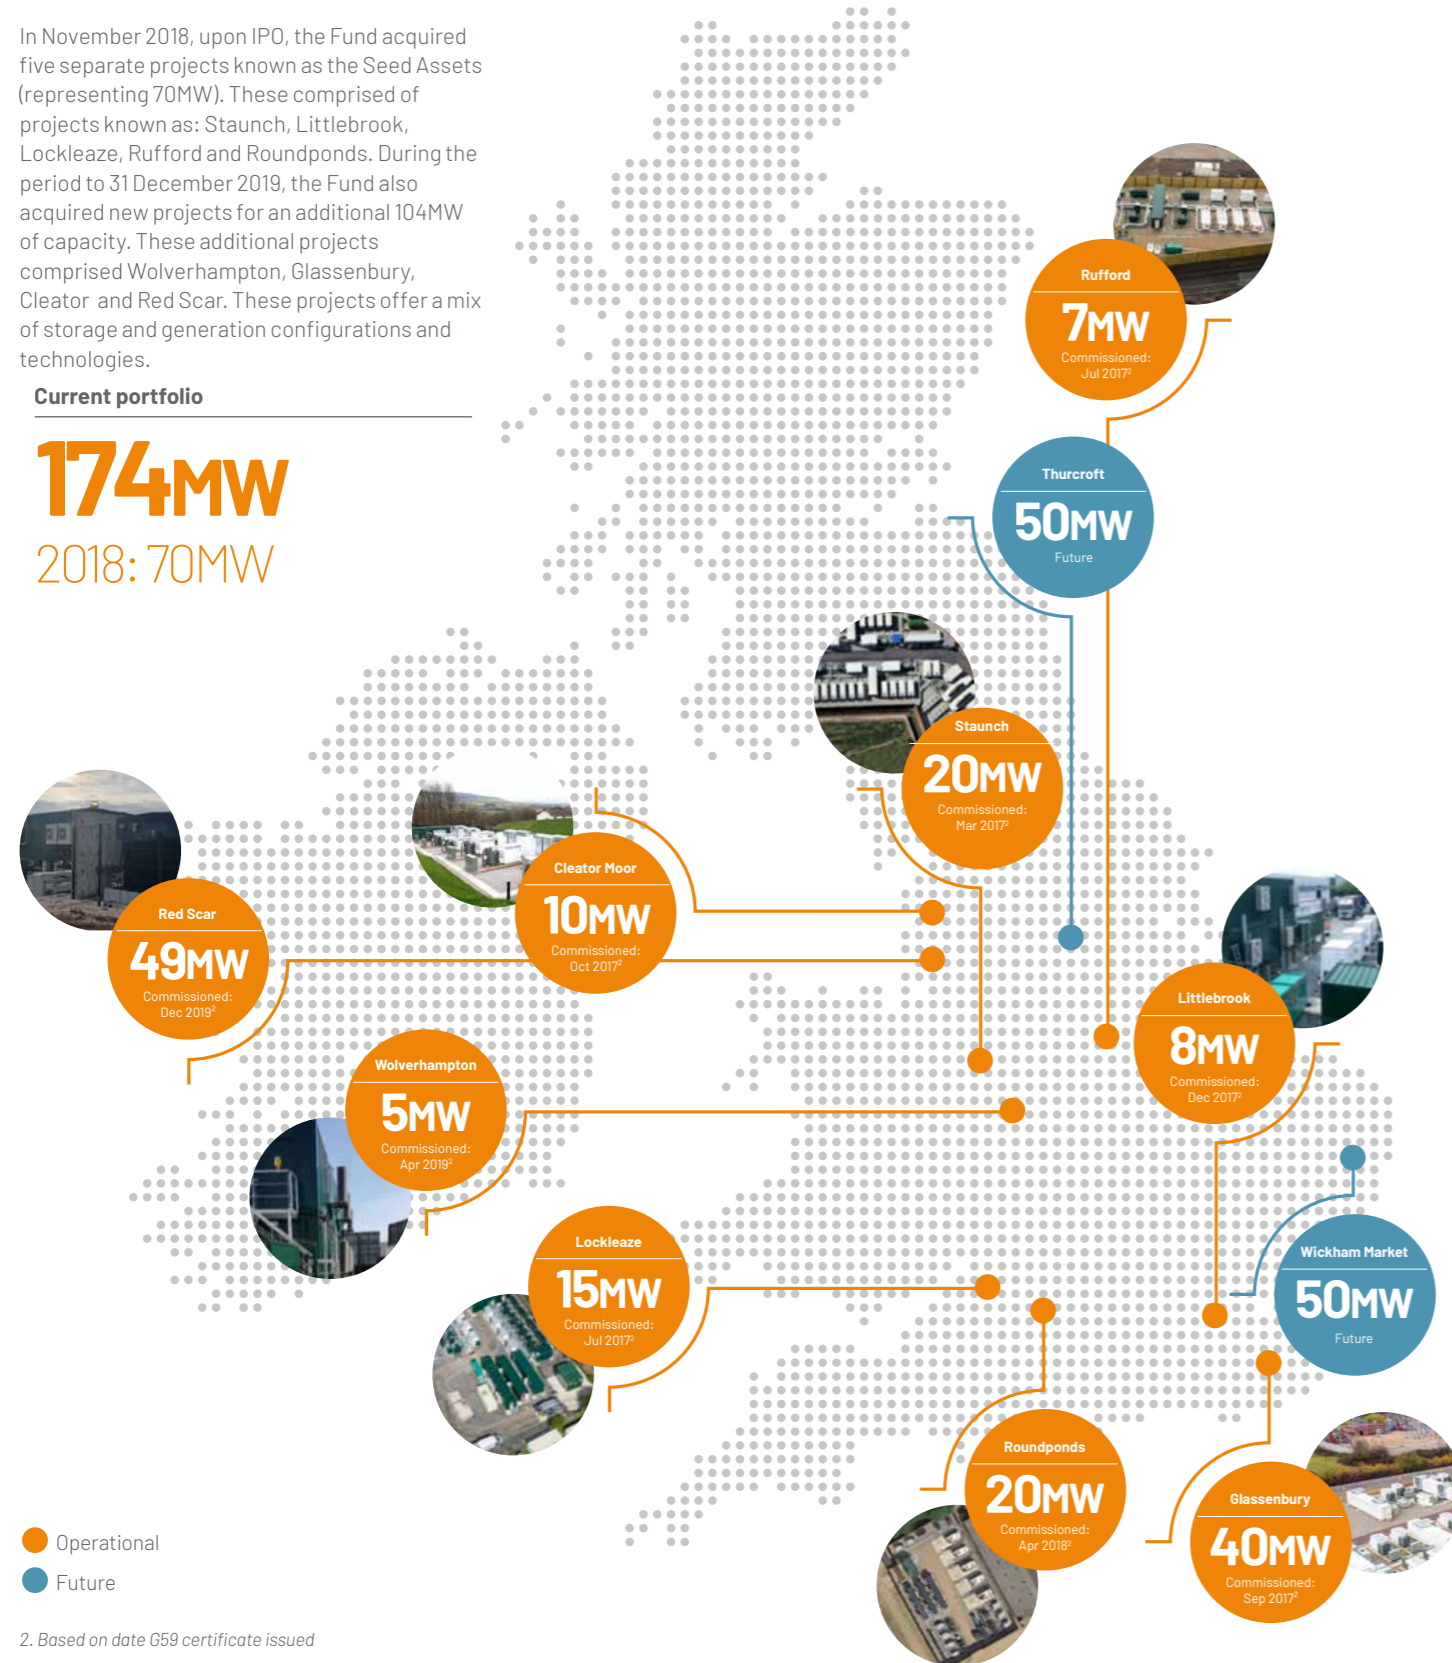 In November 2018, upon IPO, the Fund acquired
five separate projects known as the Seed Assets
(representing 70MW). These comprised of
projects known as: Staunch, Littlebrook,
Lockleaze, Rufford and Roundponds. During the
period to 31 December 2019, the Fund also
acquired new projects for an additional 104MW
of capacity. These additional projects
comprised Wolverhampton, Glassenbury,
Cleator and Red Scar. These projects offer a mix
of storage and generation configurations and
technologies.
Current portfolio
174MW
2018: 70MW
Rufford
7MW
Commissioned:
Jul 2017²
Thurcroft
50MW
Future
Staunch
20MW
Commissioned:
Mar 2017²
Cleator Moor
10MW
Commissioned:
Oct 2017²
Red Scar
49MW
Commissioned:
Dec 2019²
Littlebrook
8MW
Commissioned:
Dec 2017²
Wolverhampton
5MW
Commissioned:
Apr 2019²
Lockleaze
15MW
Commissioned:
Jul 2017²
Wickham Market
50MW
Future
Roundponds
20MW
Commissioned:
Apr 2018²
Glassenbury
40MW
Commissioned:
Sep 2017²
Operational
Future
2. Based on date G59 certificate issued